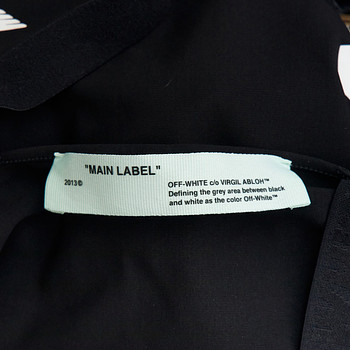 "MAIN LABEL"
2013©
OFF-WHITE c/o VIRGIL ABLOH™
Defining the grey area between black
and white as the color Off-White™